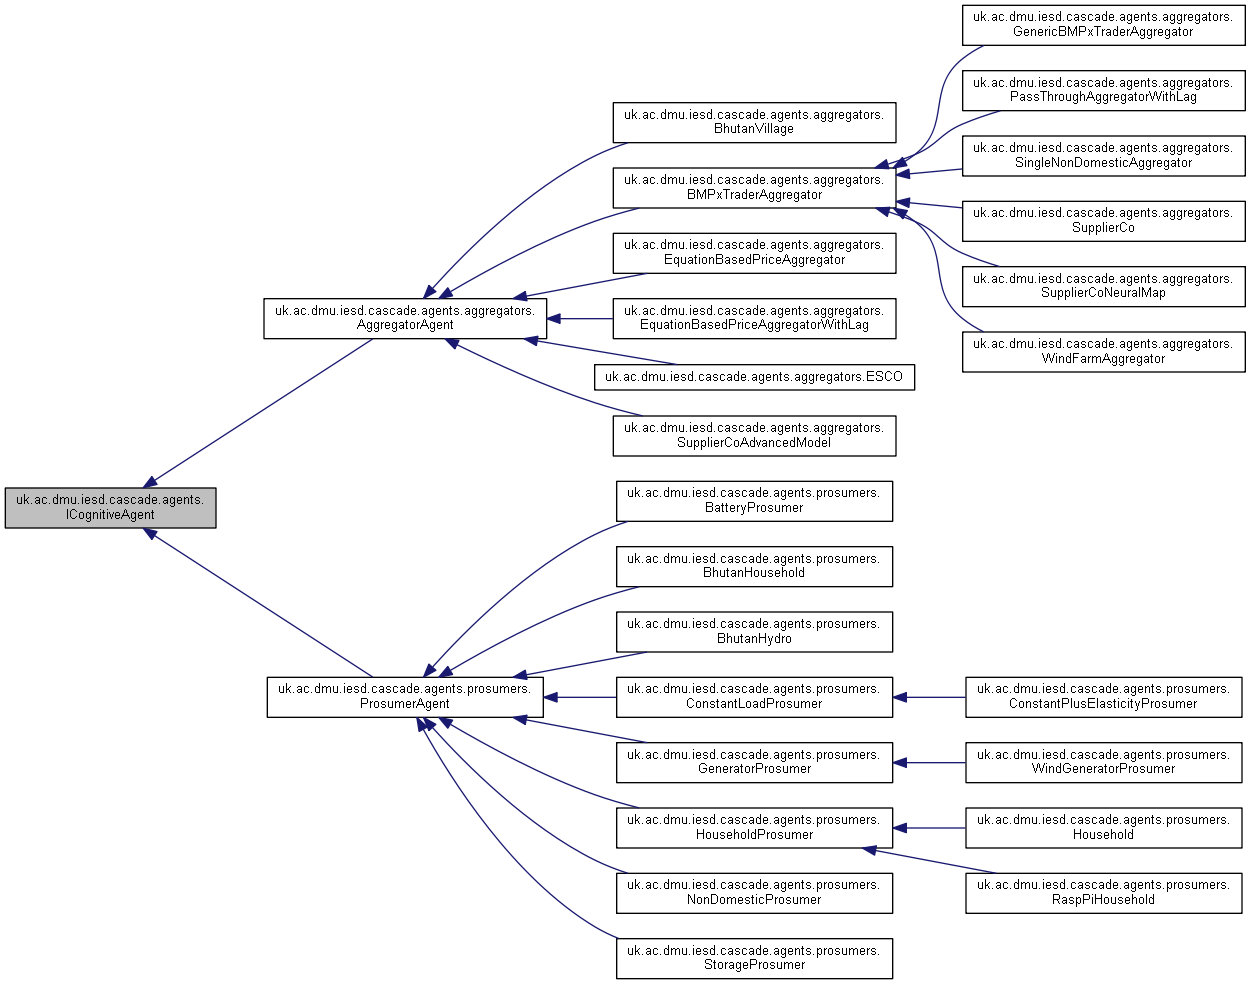 uk.ac.dmu.iesd.cascade.agents.
ICognitiveAgent
uk.ac.dmu.iesd.cascade.agents.aggregators.
AggregatorAgent
uk.ac.dmu.iesd.cascade.agents.prosumers.
ProsumerAgent
uk.ac.dmu.iesd.cascade.agents.aggregators.
BhutanVillage
uk.ac.dmu.iesd.cascade.agents.aggregators.
BMPxTraderAggregator
uk.ac.dmu.iesd.cascade.agents.aggregators.
EquationBasedPriceAggregator
uk.ac.dmu.iesd.cascade.agents.aggregators.
EquationBasedPriceAggregatorWithLag
uk.ac.dmu.iesd.cascade.agents.aggregators.ESCO
uk.ac.dmu.iesd.cascade.agents.aggregators.
SupplierCoAdvancedModel
uk.ac.dmu.iesd.cascade.agents.prosumers.
BatteryProsumer
uk.ac.dmu.iesd.cascade.agents.prosumers.
BhutanHousehold
uk.ac.dmu.iesd.cascade.agents.prosumers.
BhutanHydro
uk.ac.dmu.iesd.cascade.agents.prosumers.
ConstantLoadProsumer
uk.ac.dmu.iesd.cascade.agents.prosumers.
GeneratorProsumer
uk.ac.dmu.iesd.cascade.agents.prosumers.
HouseholdProsumer
uk.ac.dmu.iesd.cascade.agents.prosumers.
NonDomesticProsumer
uk.ac.dmu.iesd.cascade.agents.prosumers.
StorageProsumer
uk.ac.dmu.iesd.cascade.agents.aggregators.
GenericBMPxTraderAggregator
uk.ac.dmu.iesd.cascade.agents.aggregators.
PassThroughAggregatorWithLag
uk.ac.dmu.iesd.cascade.agents.aggregators.
SingleNonDomesticAggregator
uk.ac.dmu.iesd.cascade.agents.aggregators.
SupplierCo
uk.ac.dmu.iesd.cascade.agents.aggregators.
SupplierCoNeuralMap
uk.ac.dmu.iesd.cascade.agents.aggregators.
WindFarmAggregator
uk.ac.dmu.iesd.cascade.agents.prosumers.
ConstantPlusElasticityProsumer
uk.ac.dmu.iesd.cascade.agents.prosumers.
WindGeneratorProsumer
uk.ac.dmu.iesd.cascade.agents.prosumers.
Household
uk.ac.dmu.iesd.cascade.agents.prosumers.
RaspPiHousehold